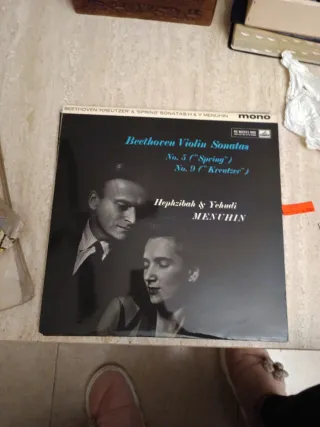 BEETHOVEN 'KREUTZER' & 'SPRING' SONATAS H & Y MENUHIN
mono
Beethoven Violin Sonatas
No. 5 ("Spring")
No. 9 ("Kreutzer")
Hephzibah & Yehudi
MENUHIN